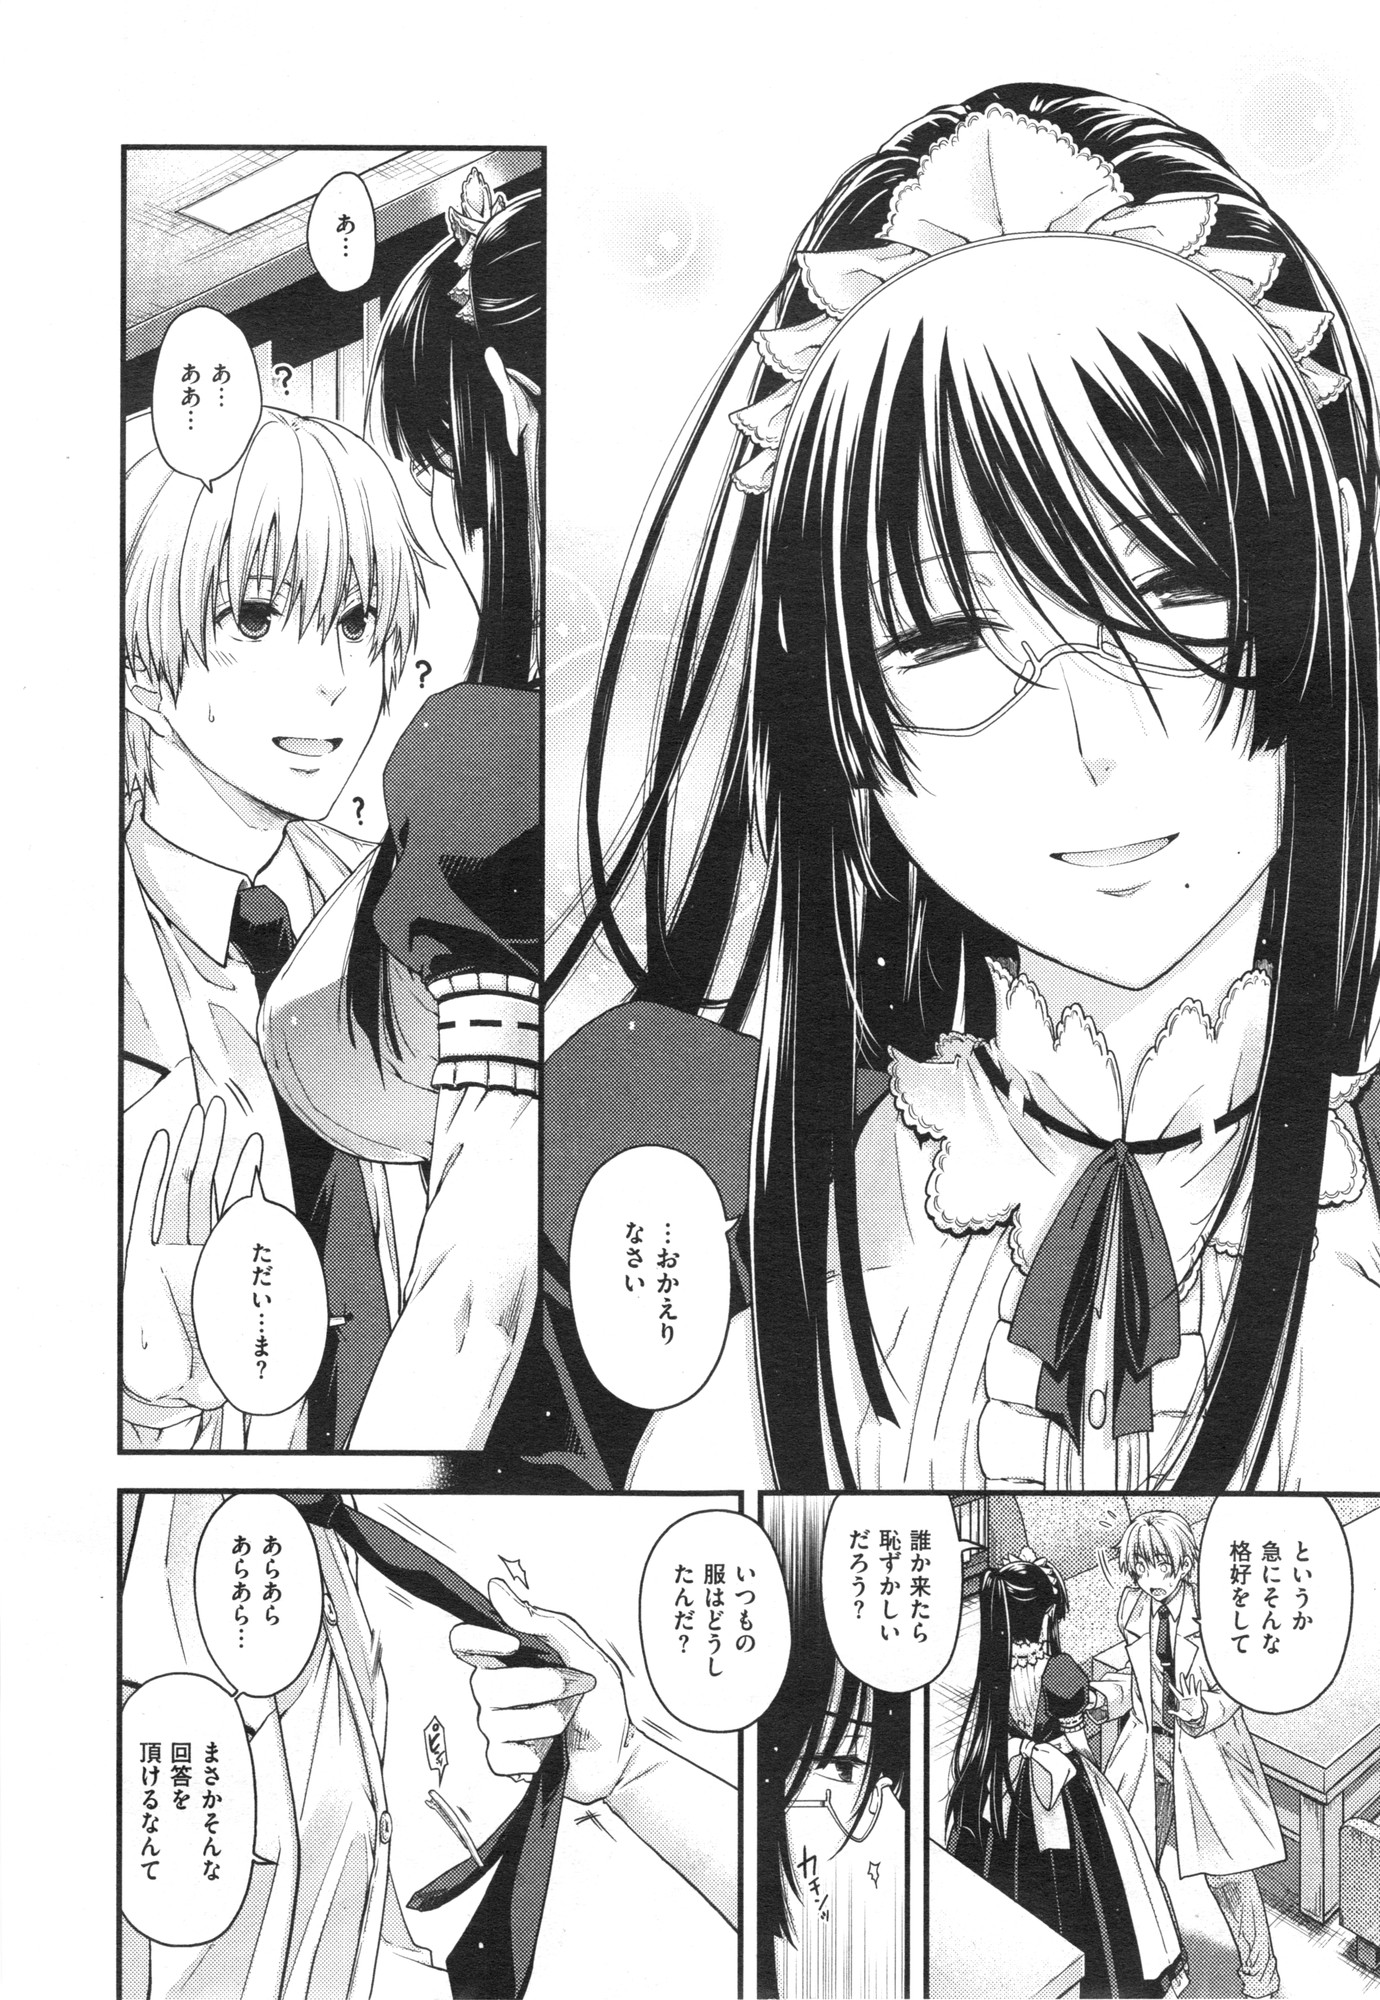 …おかえり
なさい
あ…
あ…
ああ…
?
?
?
ただい…ま?
というか
急にそんな
格好をして
誰か来たら
恥ずかしい
だろう?
カチンッ
いつもの
服はどうし
たんだ?
あらあら
あらあら…
まさかそんな
回答を
頂けるなんて